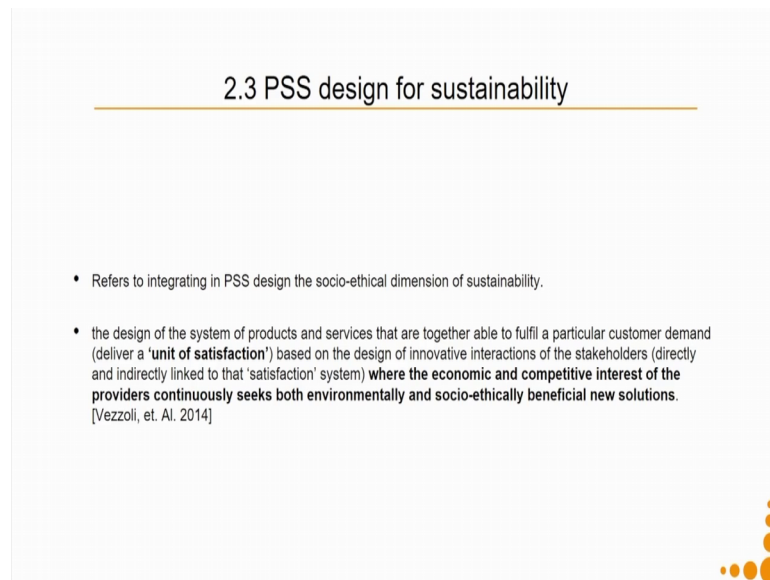 2.3 PSS design for sustainability
• Refers to integrating in PSS design the socio-ethical dimension of sustainability.
• the design of the system of products and services that are together able to fulfil a particular customer demand
(deliver a 'unit of satisfaction') based on the design of innovative interactions of the stakeholders (directly
and indirectly linked to that 'satisfaction' system) where the economic and competitive interest of the
providers continuously seeks both environmentally and socio-ethically beneficial new solutions.
[Vezzoli, et. Al. 2014]